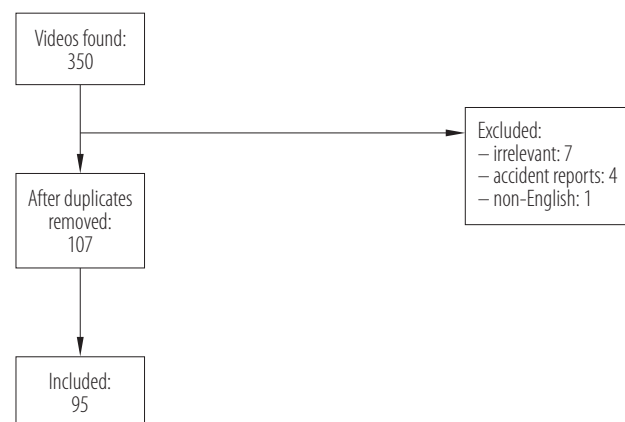 Videos found:
350
Excluded:
– irrelevant: 7
– accident reports: 4
– non-English: 1
After duplicates
removed:
107
Included:
95